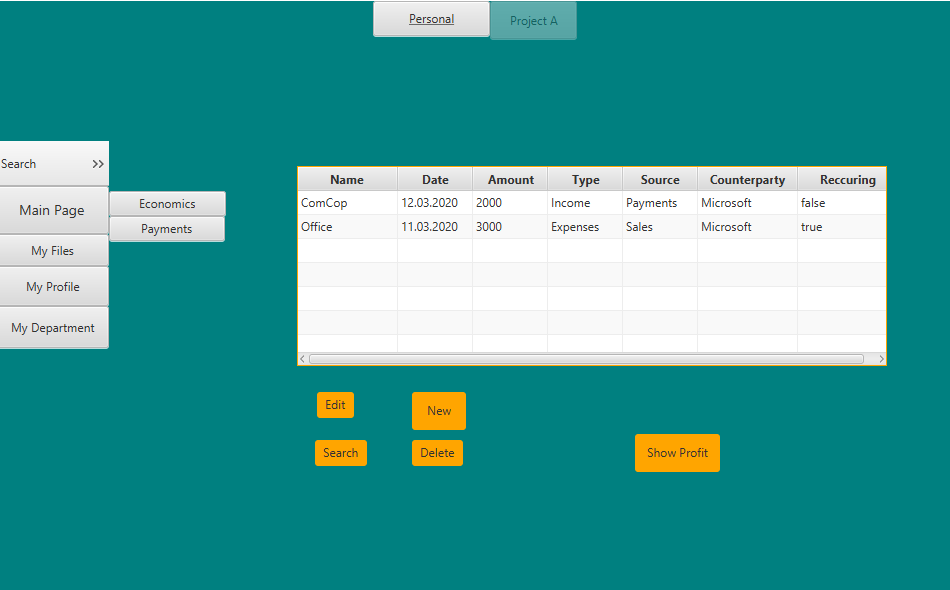 Personal
Project A
Search >>
Main Page
Economics
Payments
My Files
My Profile
My Department
Name Date Amount Type Source Counterparty Reccuring
ComCop 12.03.2020 2000 Income Payments Microsoft false
Office 11.03.2020 3000 Expenses Sales Microsoft true
Edit
New
Search
Delete
Show Profit